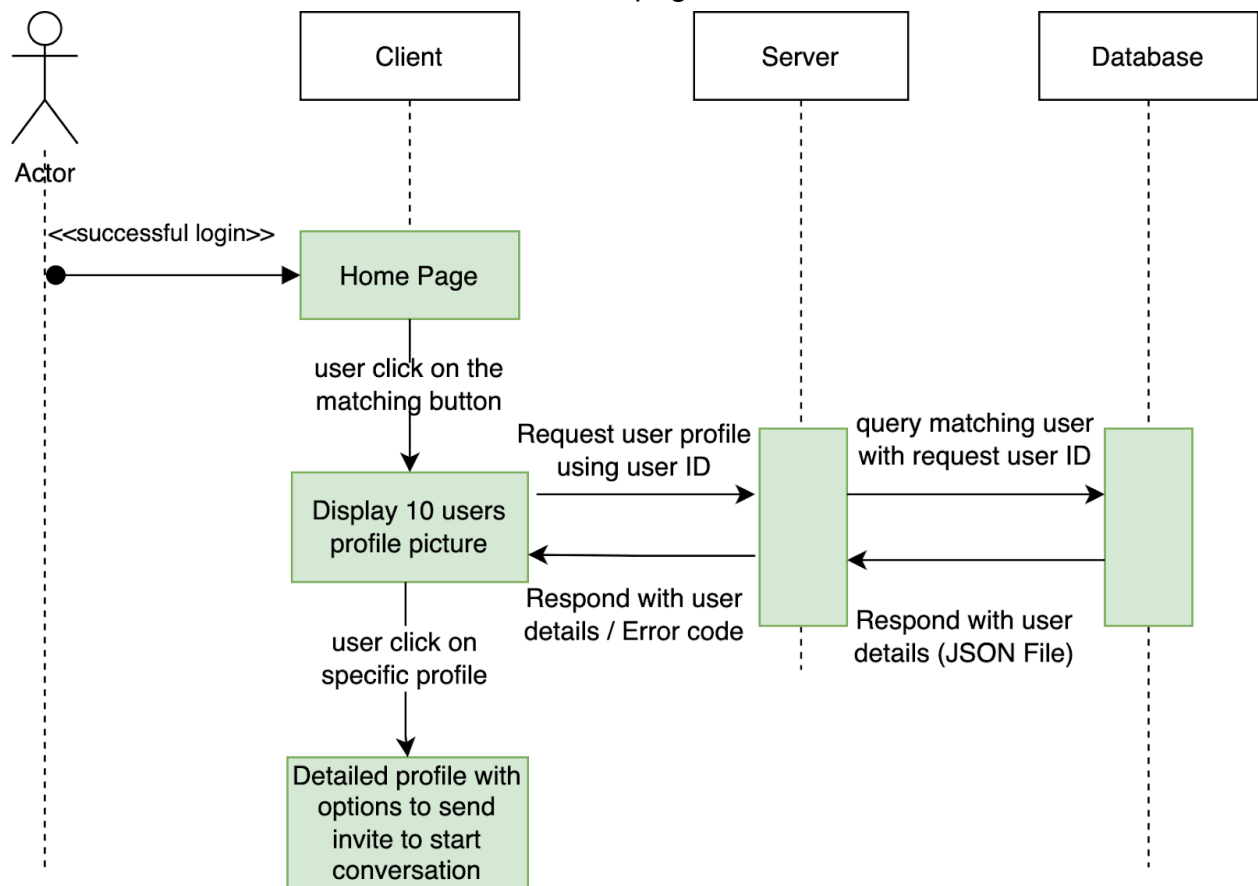 Client
Server
Database
Actor
<<successful login>>
Home Page
user click on the
matching button
Request user profile
using user ID
query matching user
with request user ID
Display 10 users
profile picture
Respond with user
details / Error code
Respond with user
details (JSON File)
user click on
specific profile
Detailed profile with
options to send
invite to start
conversation